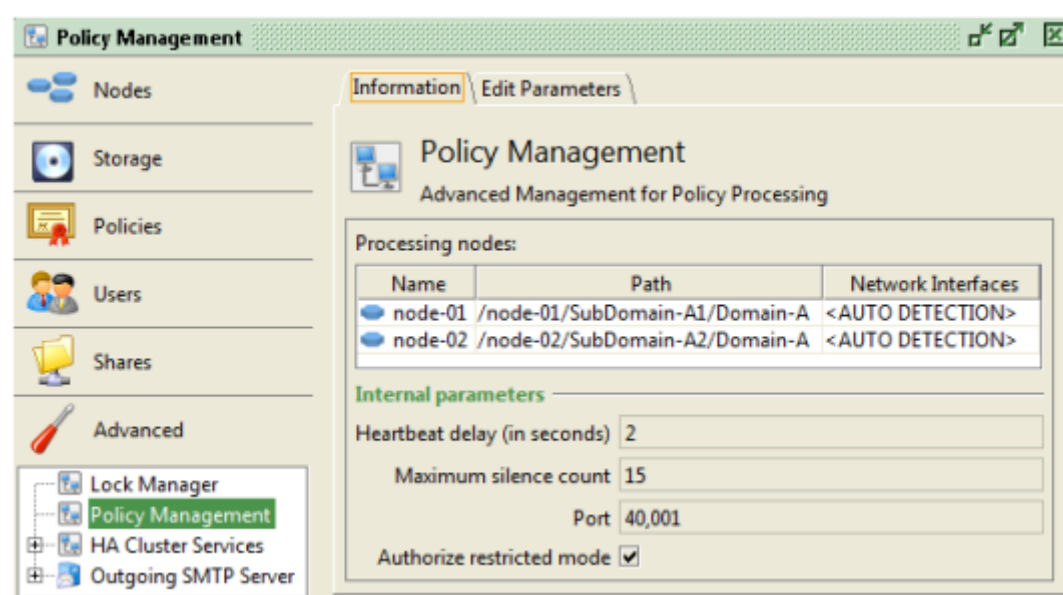 Policy Management
Nodes
Storage
Policies
Users
Shares
Advanced
Lock Manager
Policy Management
HA Cluster Services
Outgoing SMTP Server
Information Edit Parameters
Policy Management
Advanced Management for Policy Processing
Processing nodes:
Name Path Network Interfaces
node-01 /node-01/SubDomain-A1/Domain-A <AUTO DETECTION>
node-02 /node-02/SubDomain-A2/Domain-A <AUTO DETECTION>
Internal parameters
Heartbeat delay (in seconds) 2
Maximum silence count 15
Port 40,001
Authorize restricted mode